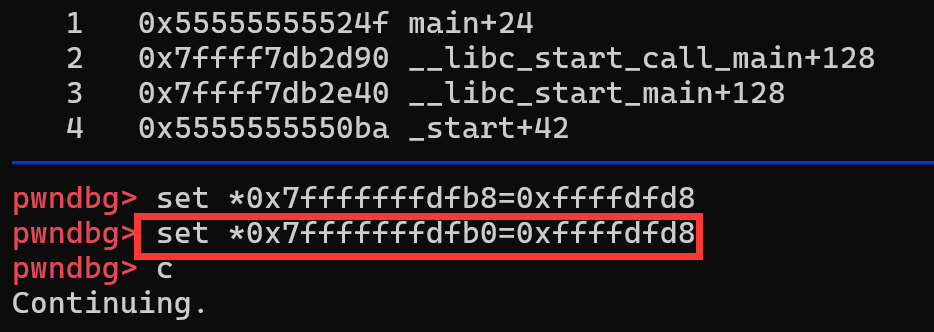 1   0x55555555524f main+24
2   0x7ffff7db2d90 __libc_start_call_main+128
3   0x7ffff7db2e40 __libc_start_main+128
4   0x5555555550ba _start+42
pwndbg> set *0x7fffffffdfb8=0xffffdfd8
pwndbg> set *0x7fffffffdfb0=0xffffdfd8
pwndbg> c
Continuing.